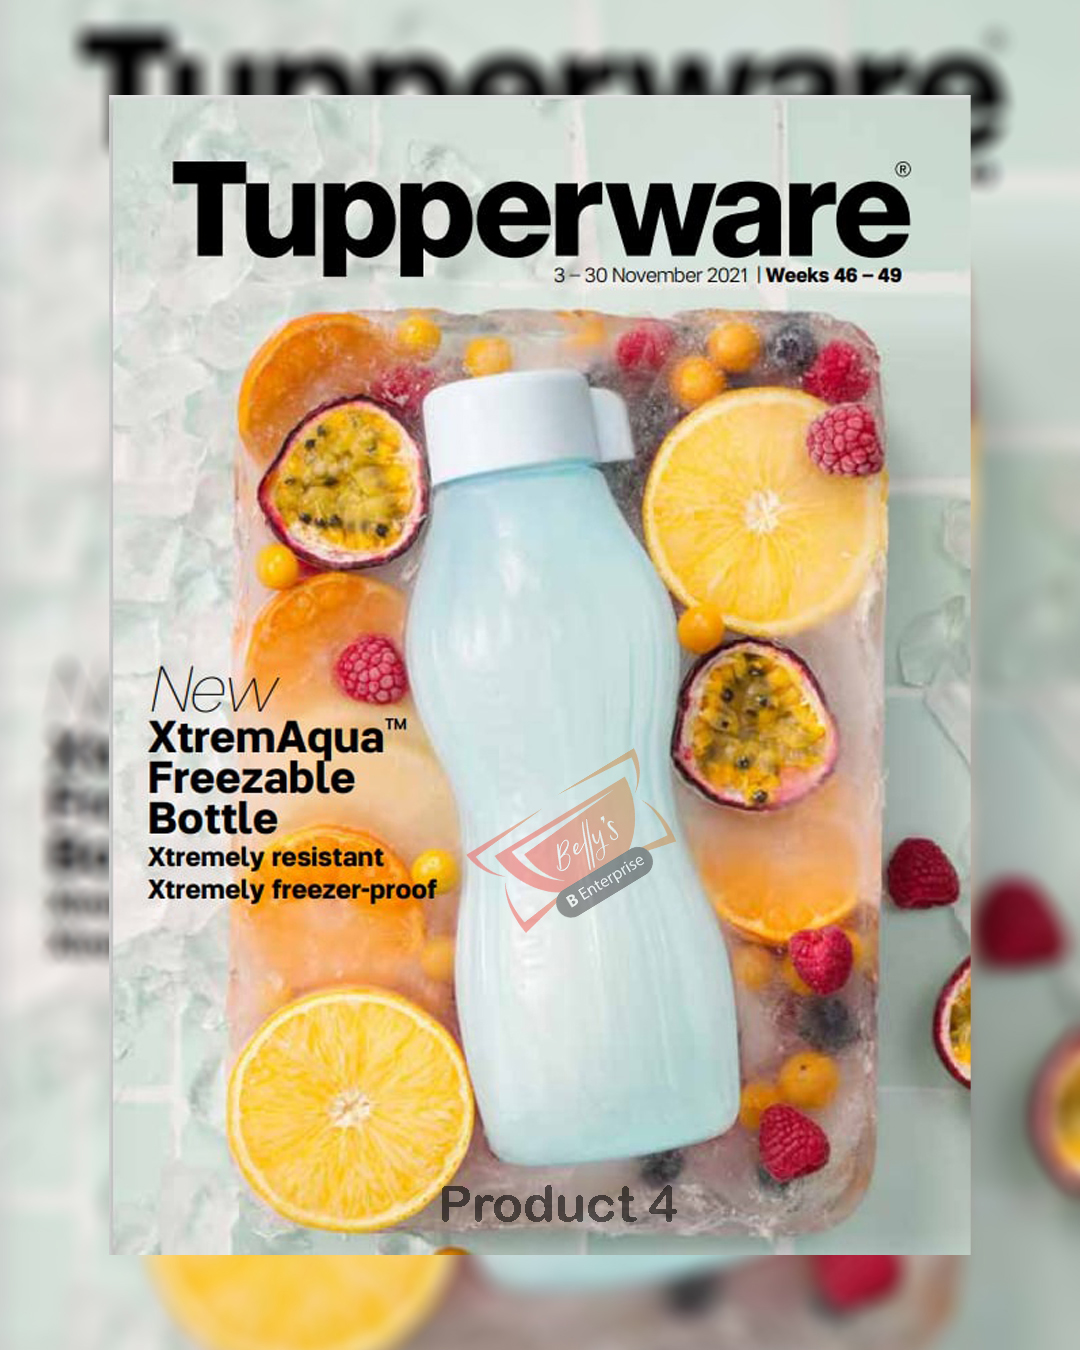 Tupperware®
3 – 30 November 2021 | Weeks 46 – 49
New
XtremAqua™
Freezable
Bottle
Xtremely resistant
Xtremely freezer-proof
Belly's
B Enterprise
Product 4